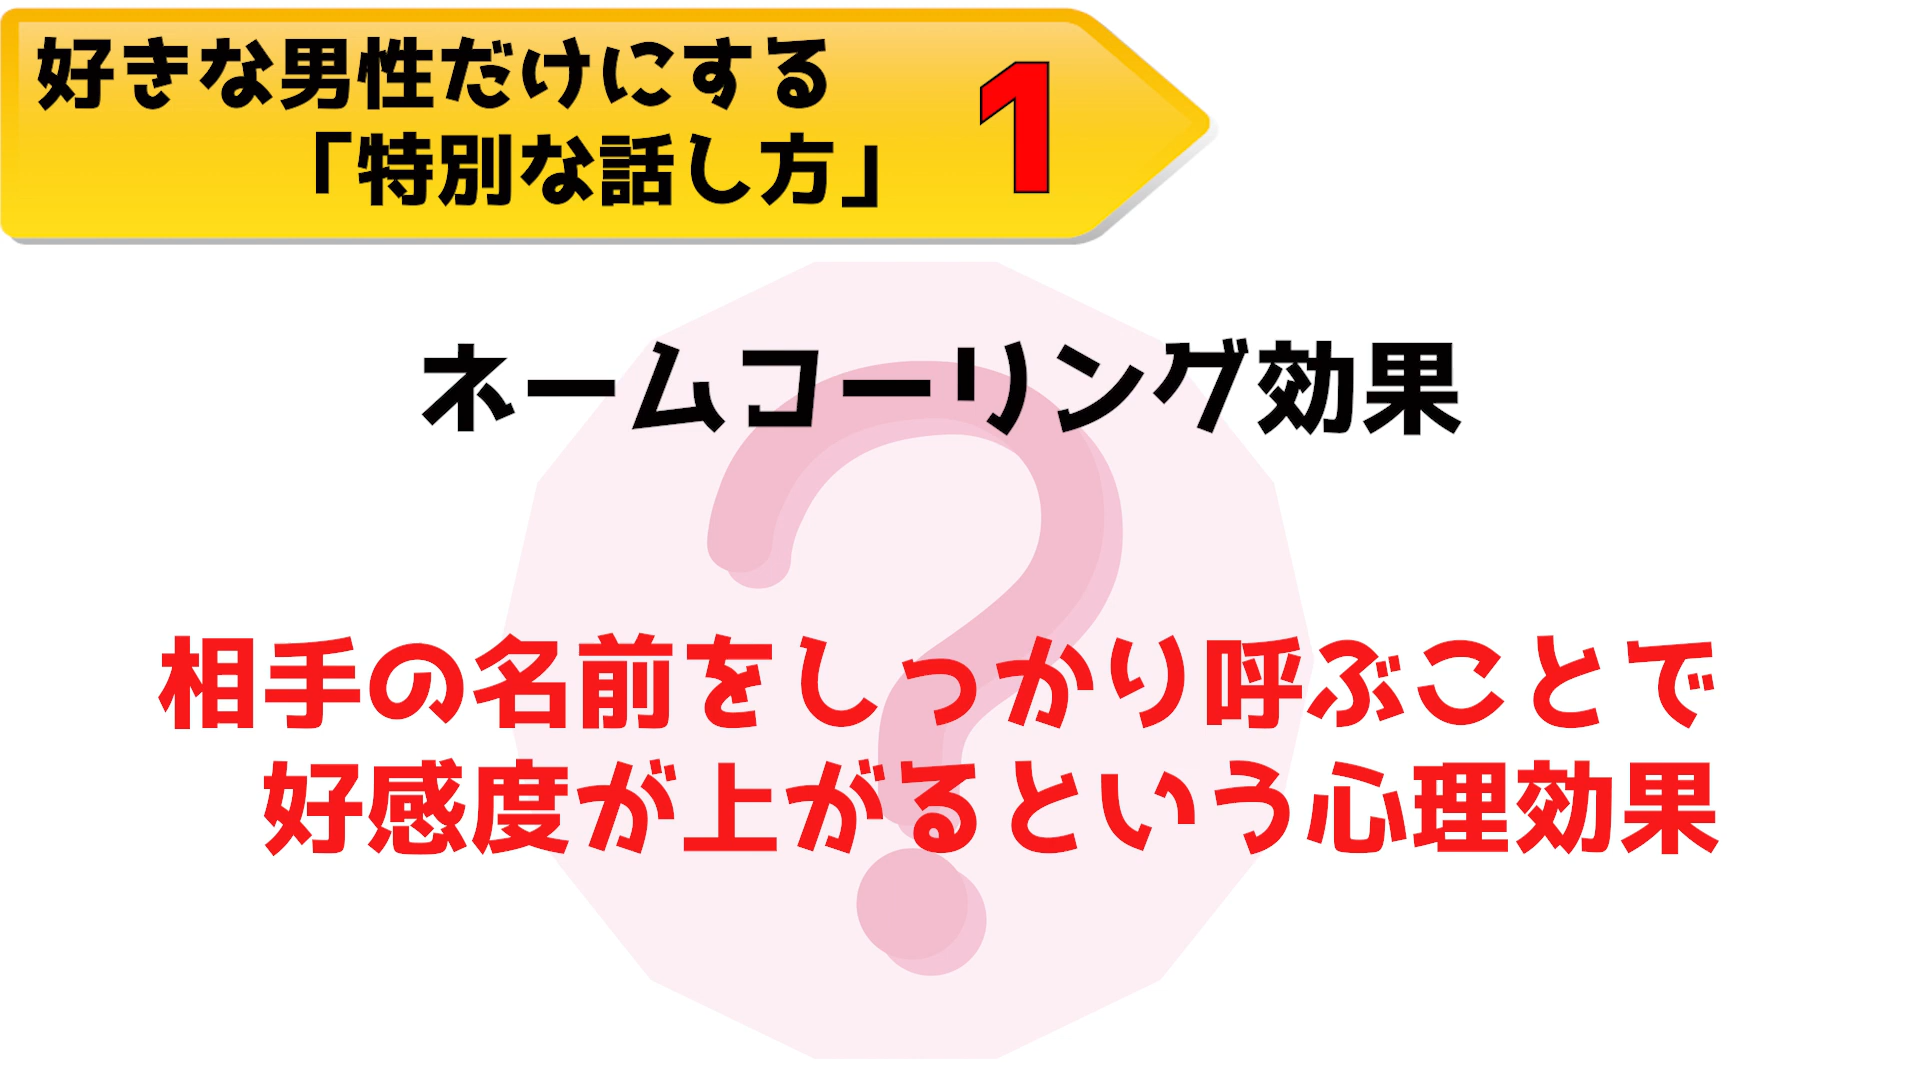 好きな男性だけにする
「特別な話し方」
1
ネームコーリング効果
相手の名前をしっかり呼ぶことで
好感度が上がるという心理効果